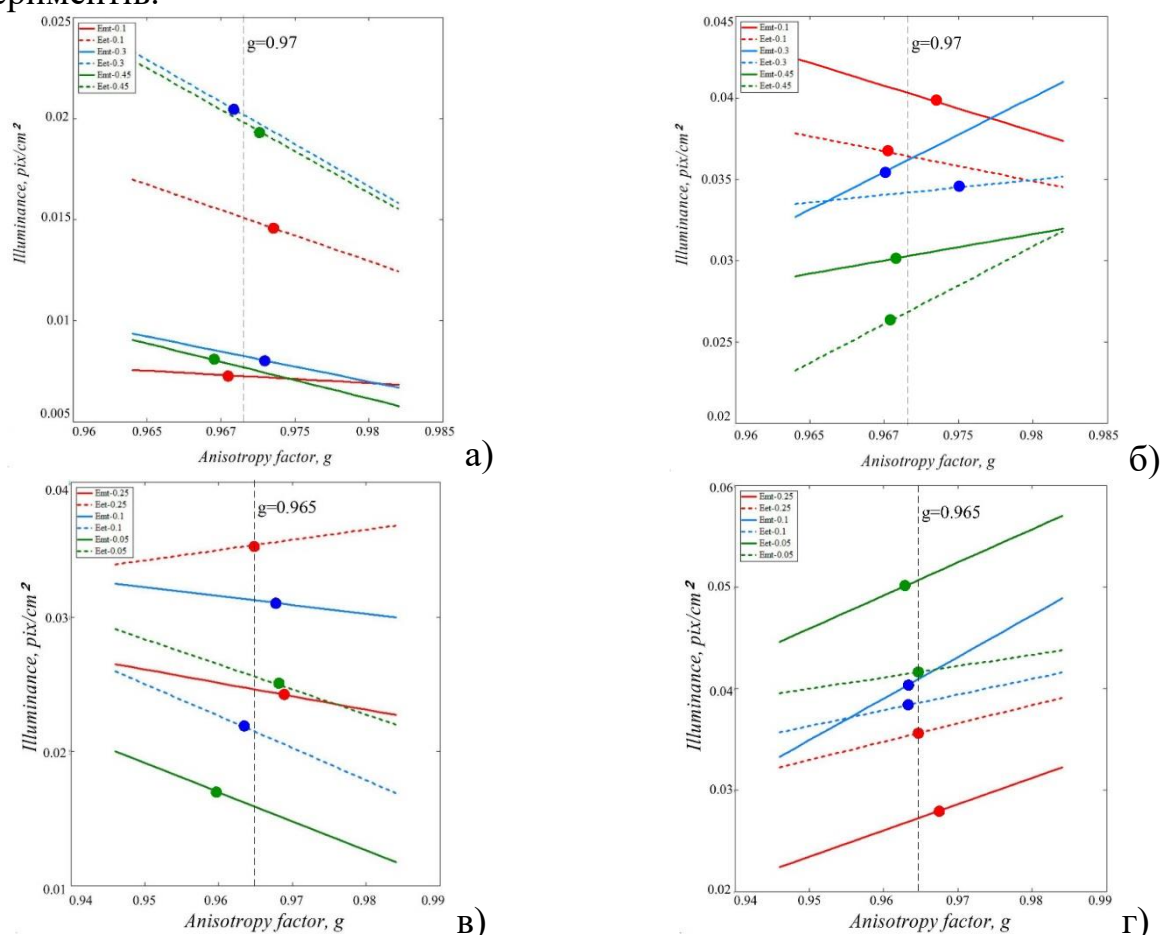 ериментів.
0.025
Emt-0.1
Eet-0.1
Emt-0.3
Eet-0.3
Emt-0.45
Eet-0.45
g=0.97
0.02
0.015
0.01
0.005
Illuminance, pix/cm²
0.96 0.965 0.967 0.975 0.98 0.985
Anisotropy factor, g
а)
0.045
Emt-0.1
Eet-0.1
Emt-0.3
Eet-0.3
Emt-0.45
Eet-0.45
g=0.97
0.04
0.035
0.03
0.025
0.02
Illuminance, pix/cm²
0.96 0.965 0.967 0.975 0.98 0.985
Anisotropy factor, g
б)
0.04
Emt-0.25
Eet-0.25
Emt-0.1
Eet-0.1
Emt-0.05
Eet-0.05
g=0.965
0.03
0.02
0.01
Illuminance, pix/cm²
0.94 0.95 0.96 0.97 0.98 0.99
Anisotropy factor, g
в)
0.06
Emt-0.25
Eet-0.25
Emt-0.1
Eet-0.1
Emt-0.05
Eet-0.05
g=0.965
0.05
0.04
0.03
0.02
Illuminance, pix/cm²
0.94 0.95 0.96 0.97 0.98 0.99
Anisotropy factor, g
г)